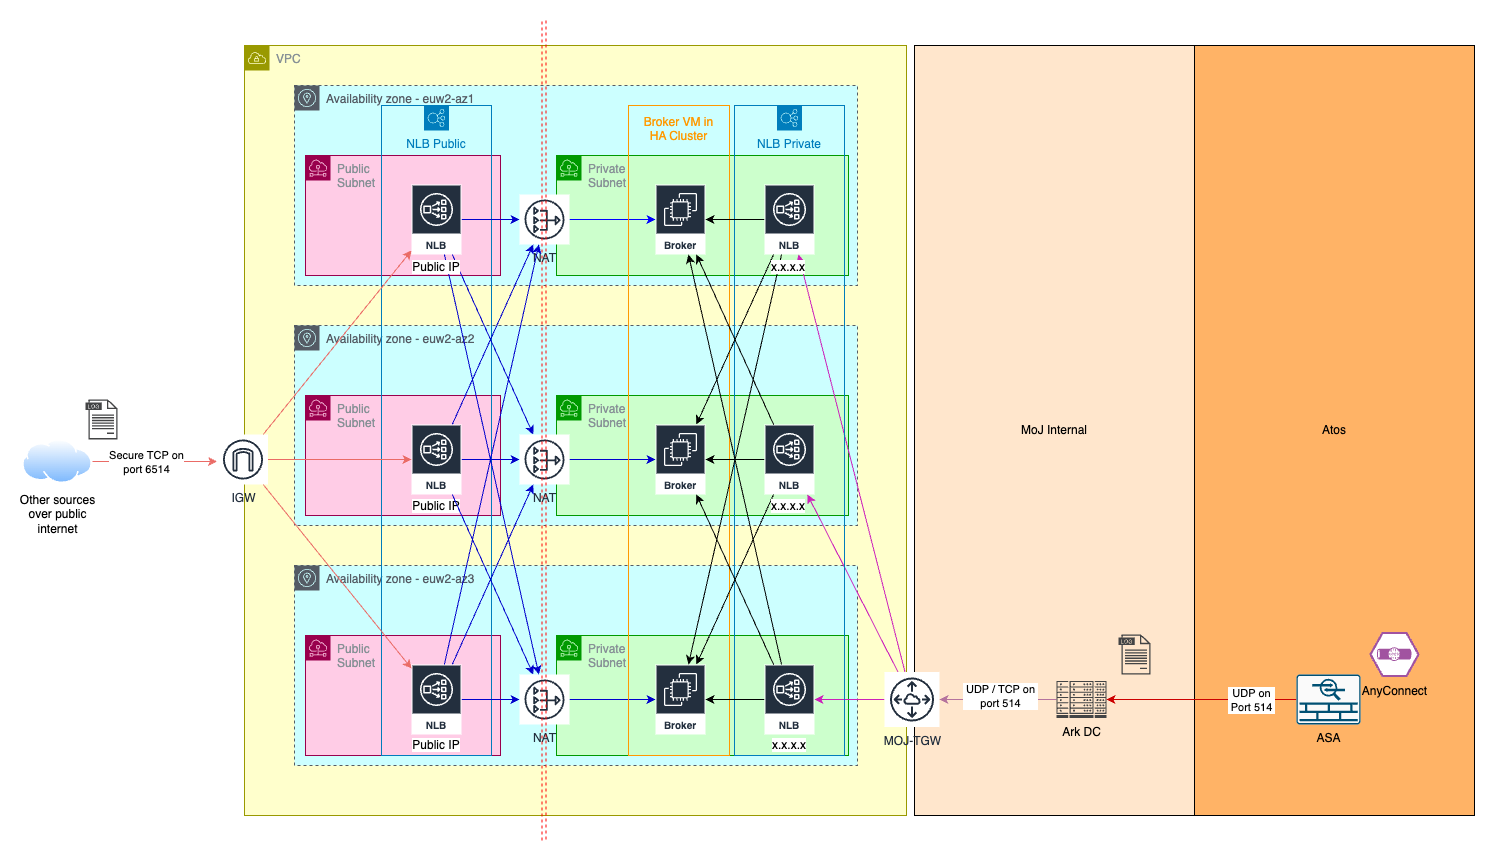 VPC
Availability zone - euw2-az1
NLB Public
Broker VM in
HA Cluster
NLB Private
Public
Subnet
Private
Subnet
NLB
Public IP
NAT
Broker
NLB
x.x.x.x
Availability zone - euw2-az2
Public
Subnet
Private
Subnet
NLB
Public IP
NAT
Broker
NLB
x.x.x.x
Availability zone - euw2-az3
Public
Subnet
Private
Subnet
NLB
Public IP
NAT
Broker
NLB
x.x.x.x
LOG
Secure TCP on
port 6514
Other sources
over public
internet
IGW
MoJ Internal
Atos
MOJ-TGW
UDP / TCP on
port 514
LOG
Ark DC
UDP on
Port 514
AnyConnect
ASA